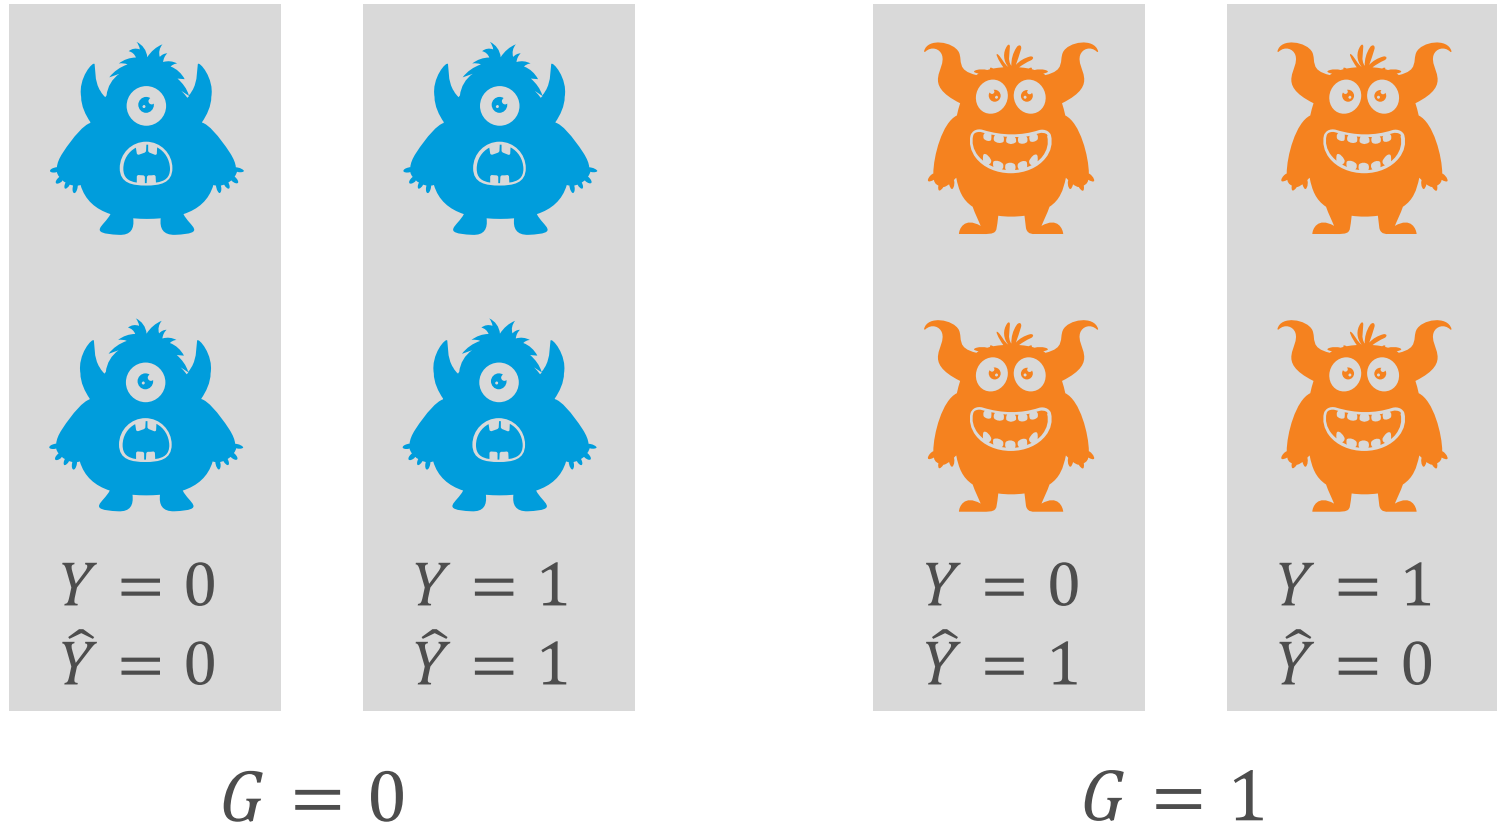 Y = 0
Ŷ = 0
Y = 1
Ŷ = 1
Y = 0
Ŷ = 1
Y = 1
Ŷ = 0
G = 0
G = 1